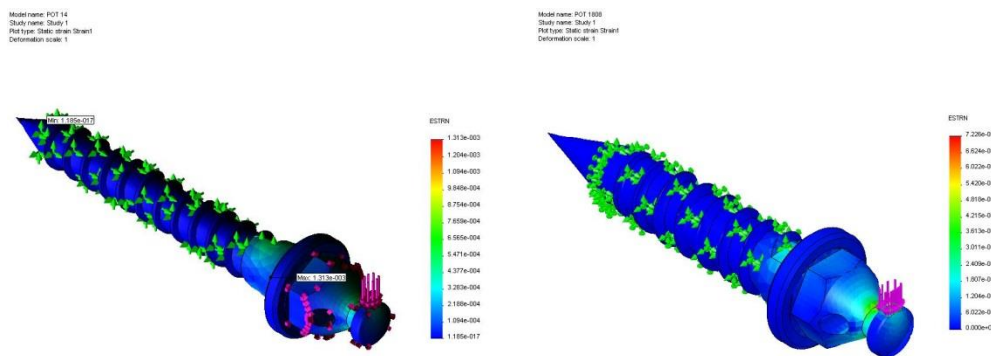 Model name: POT 14
Study name: Study 1
Plot type: Static strain Strain1
Deformation scale: 1
Min: 1.185e-017
Max: 1.313e-003
ESTRN
1.313e-003
1.204e-003
1.094e-003
9.848e-004
8.754e-004
7.659e-004
6.565e-004
5.471e-004
4.377e-004
3.283e-004
2.188e-004
1.094e-004
1.185e-017
Model name: POT 1808
Study name: Study 1
Plot type: Static strain Strain1
Deformation scale: 1
ESTRN
7.226e-0
6.624e-0
6.022e-0
5.420e-0
4.818e-0
4.215e-0
3.613e-0
3.011e-0
2.409e-0
1.807e-0
1.204e-0
6.022e-0
0.000e+0